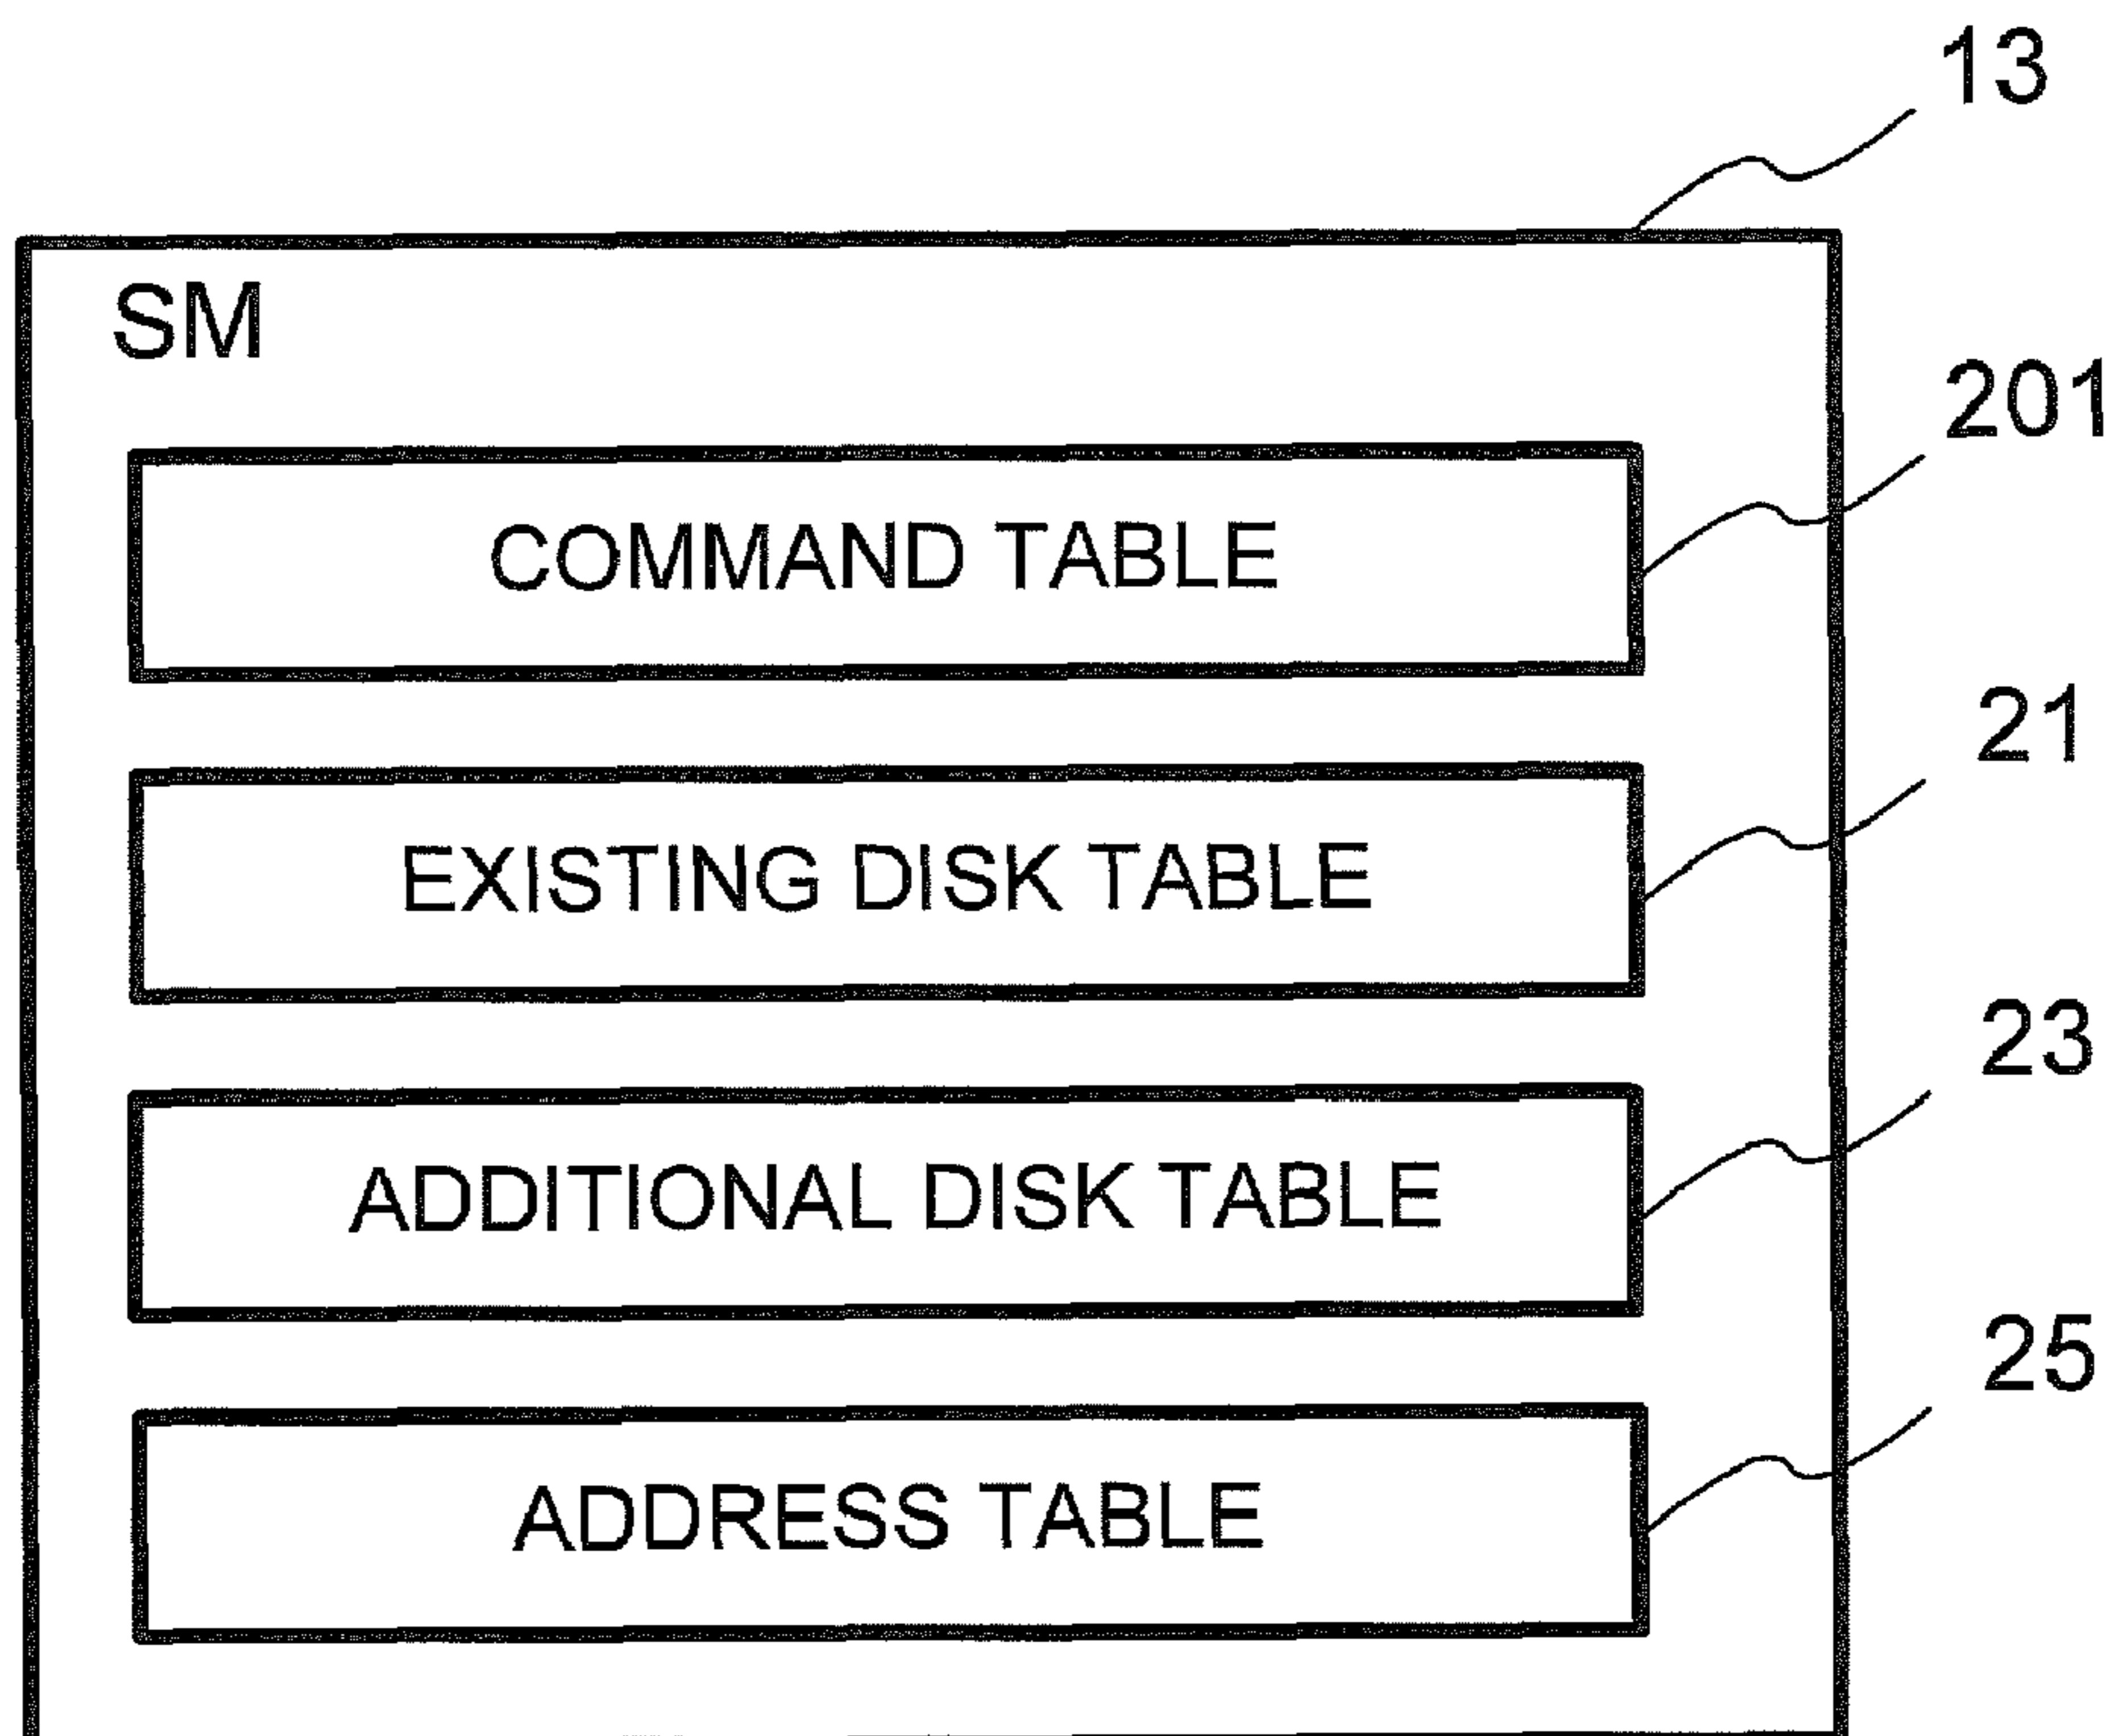 13
SM
201
COMMAND TABLE
21
EXISTING DISK TABLE
23
ADDITIONAL DISK TABLE
25
ADDRESS TABLE